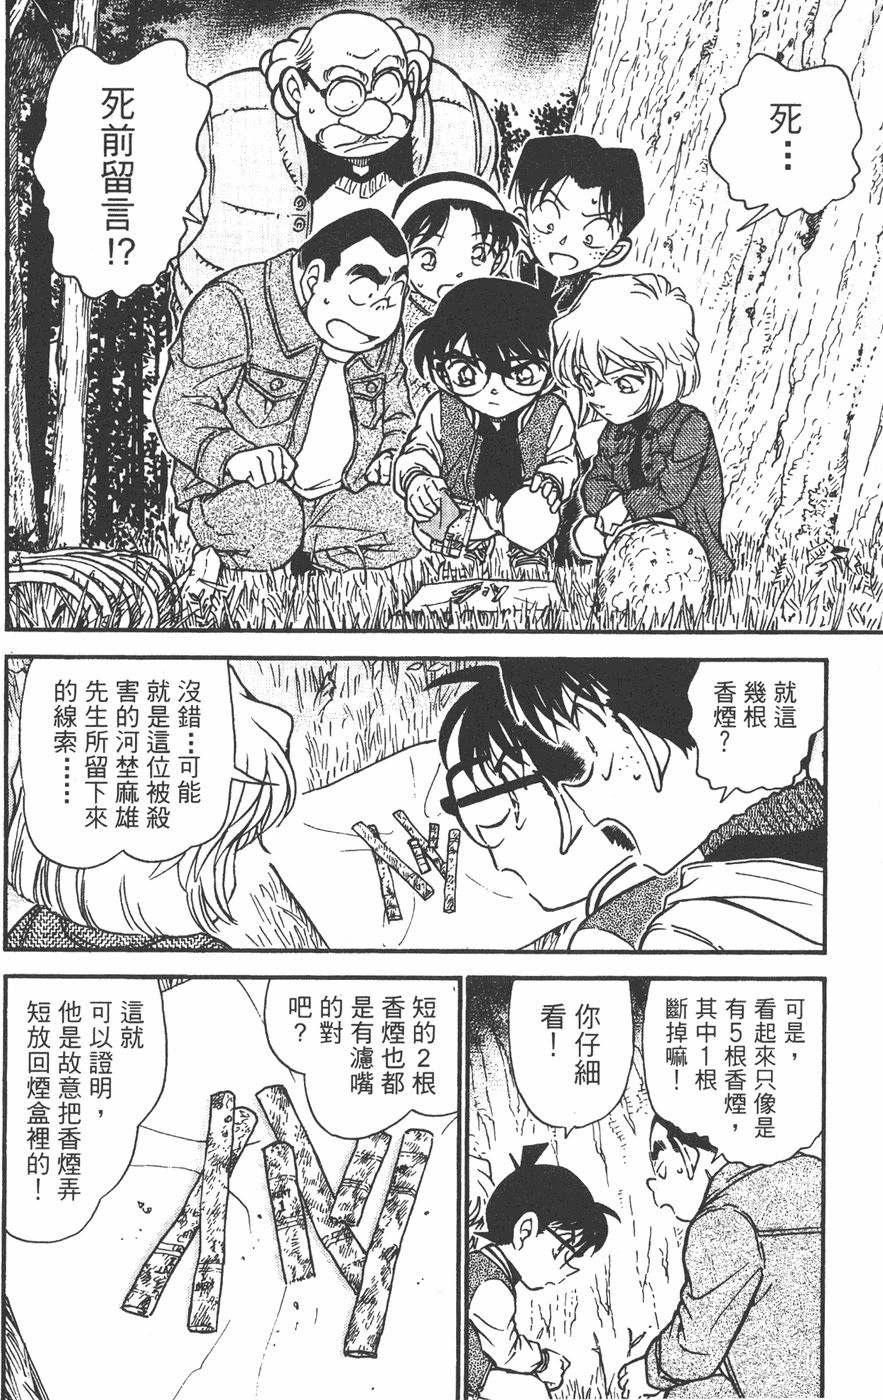 死…
死前留言!?
就這
幾根
香煙?
沒錯…可能
就是這位被殺
害的河埜麻雄
先生所留下來
的線索……
可是,
看起來只像是
有5根香煙,
其中1根
斷掉嘛!
你仔細
看!
短的2根
香煙也都
是有濾嘴
的對
吧?
這就
可以證明,
他是故意把香煙弄
短放回煙盒裡的!